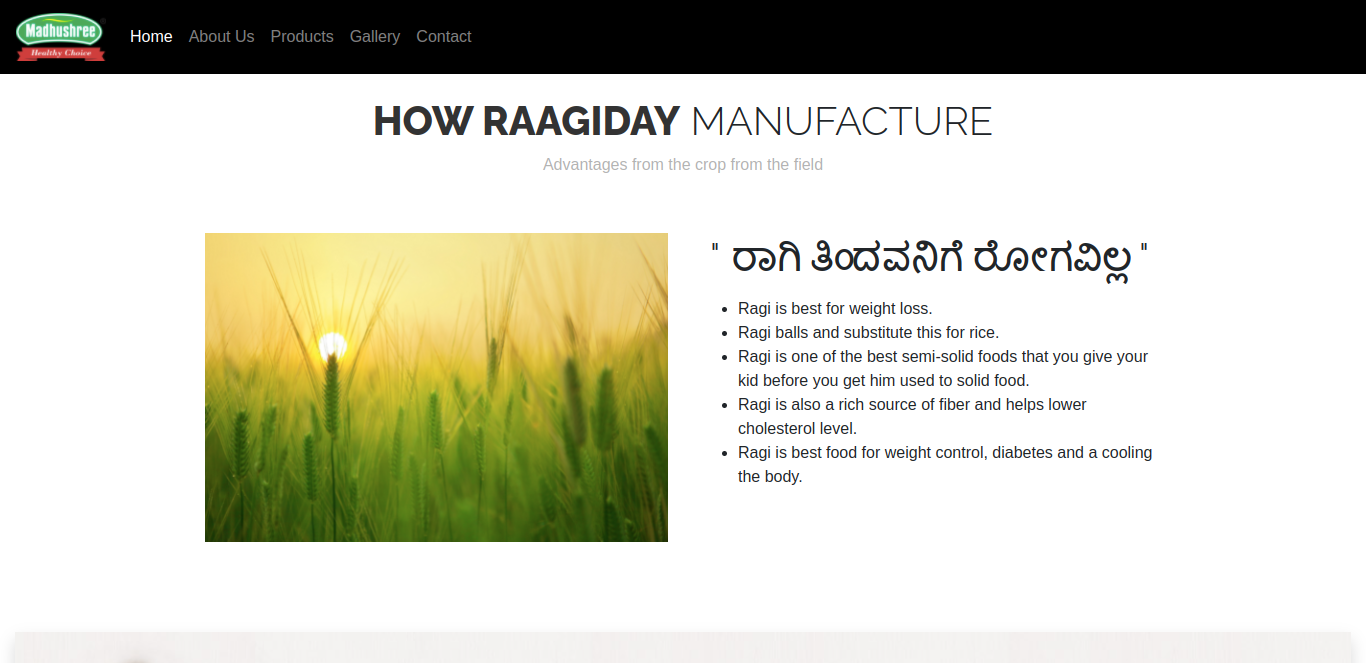 Madhushree
Healthy Choice
Home About Us Products Gallery Contact
HOW RAAGIDAY MANUFACTURE
Advantages from the crop from the field
" ರಾಗಿ ತಿಂದವನಿಗೆ ರೋಗವಿಲ್ಲ "
Ragi is best for weight loss.
Ragi balls and substitute this for rice.
Ragi is one of the best semi-solid foods that you give your
kid before you get him used to solid food.
Ragi is also a rich source of fiber and helps lower
cholesterol level.
Ragi is best food for weight control, diabetes and a cooling
the body.